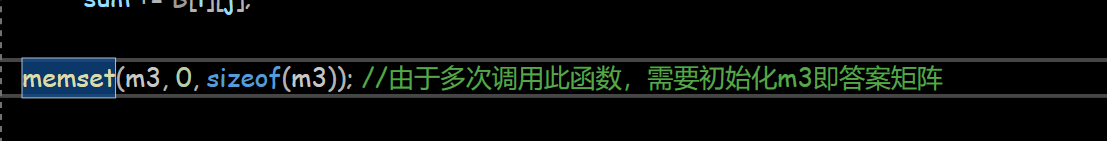 sum += B[i][j];
memset(m3, 0, sizeof(m3)); //由于多次调用此函数，需要初始化m3即答案矩阵